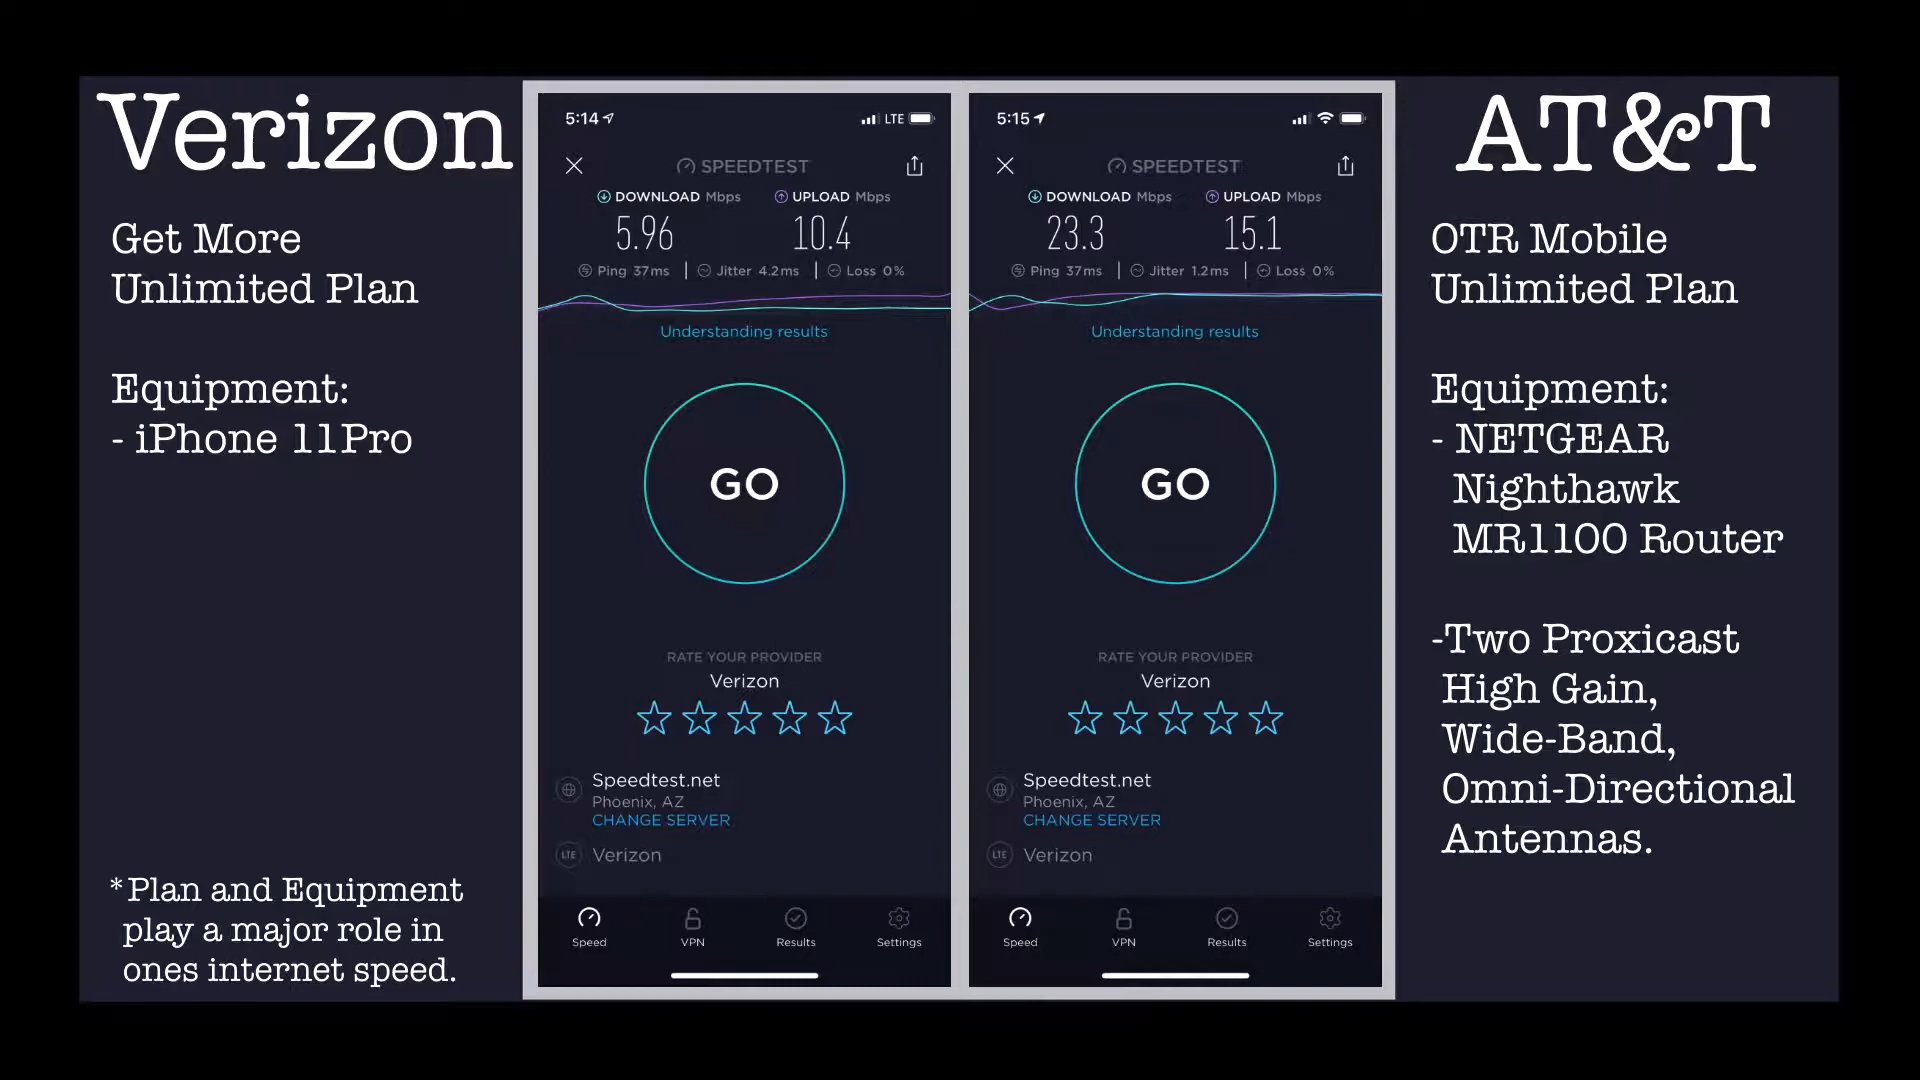 Verizon
Get More
Unlimited Plan
Equipment:
- iPhone 11Pro
*Plan and Equipment
play a major role in
ones internet speed.
5:14
LTE
SPEEDTEST
DOWNLOAD Mbps
UPLOAD Mbps
5.96
10.4
Ping 37ms
Jitter 4.2ms
Loss 0%
Understanding results
GO
RATE YOUR PROVIDER
Verizon
Speedtest.net
Phoenix, AZ
CHANGE SERVER
LTE
Verizon
Speed
VPN
Results
Settings
5:15
SPEEDTEST
DOWNLOAD Mbps
UPLOAD Mbps
23.3
15.1
Ping 37ms
Jitter 1.2ms
Loss 0%
Understanding results
GO
RATE YOUR PROVIDER
Verizon
Speedtest.net
Phoenix, AZ
CHANGE SERVER
LTE
Verizon
Speed
VPN
Results
Settings
AT&T
OTR Mobile
Unlimited Plan
Equipment:
- NETGEAR
Nighthawk
MR1100 Router
-Two Proxicast
High Gain,
Wide-Band,
Omni-Directional
Antennas.